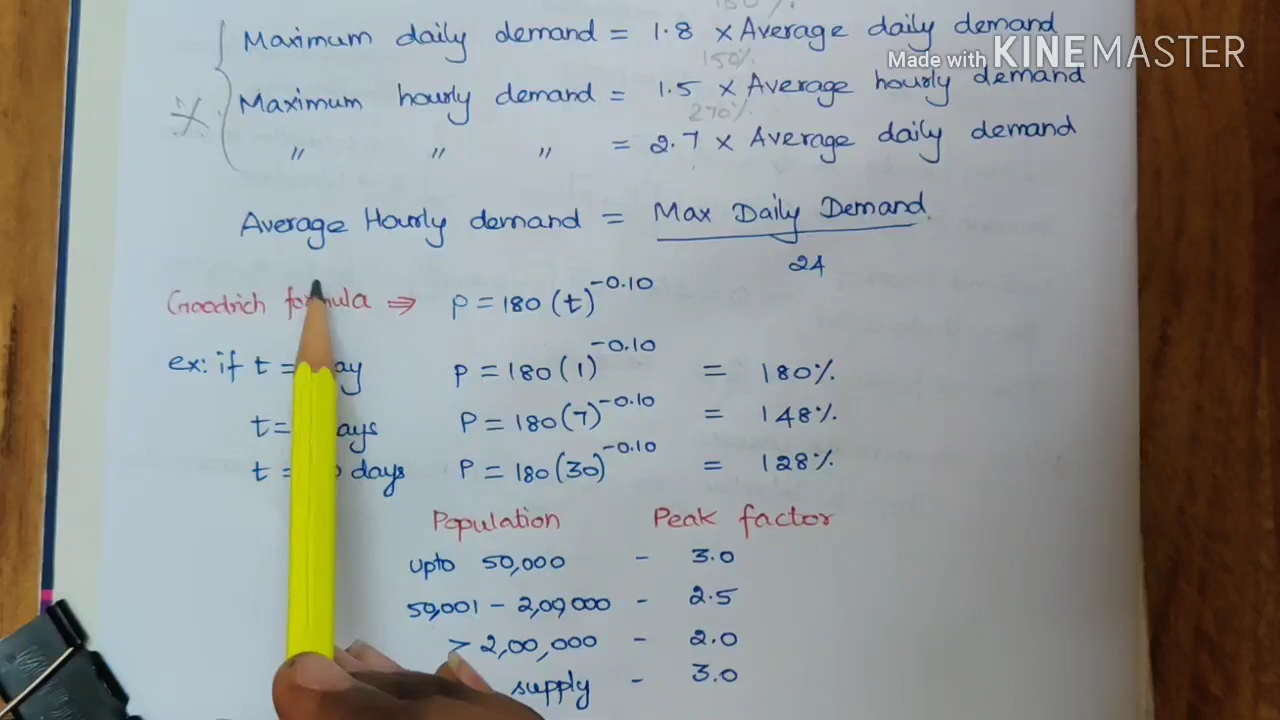 180%
Maximum daily demand = 1.8 × Average daily demand
Made with KINEMASTER
150%
Maximum hourly demand = 1.5 × Average hourly demand
270%
" " " = 2.7 × Average daily demand
Average Hourly demand = Max Daily Demand
24
Goodrich formula ⇒ P = 180 (t)^-0.10
ex: if t = ay P = 180 (1)^-0.10 = 180%
t= ays P = 180 (7)^-0.10 = 148%
t = days P = 180 (30)^-0.10 = 128%
Population Peak factor
upto 50,000 - 3.0
50,001 - 2,00,000 - 2.5
> 2,00,000 - 2.0
supply - 3.0